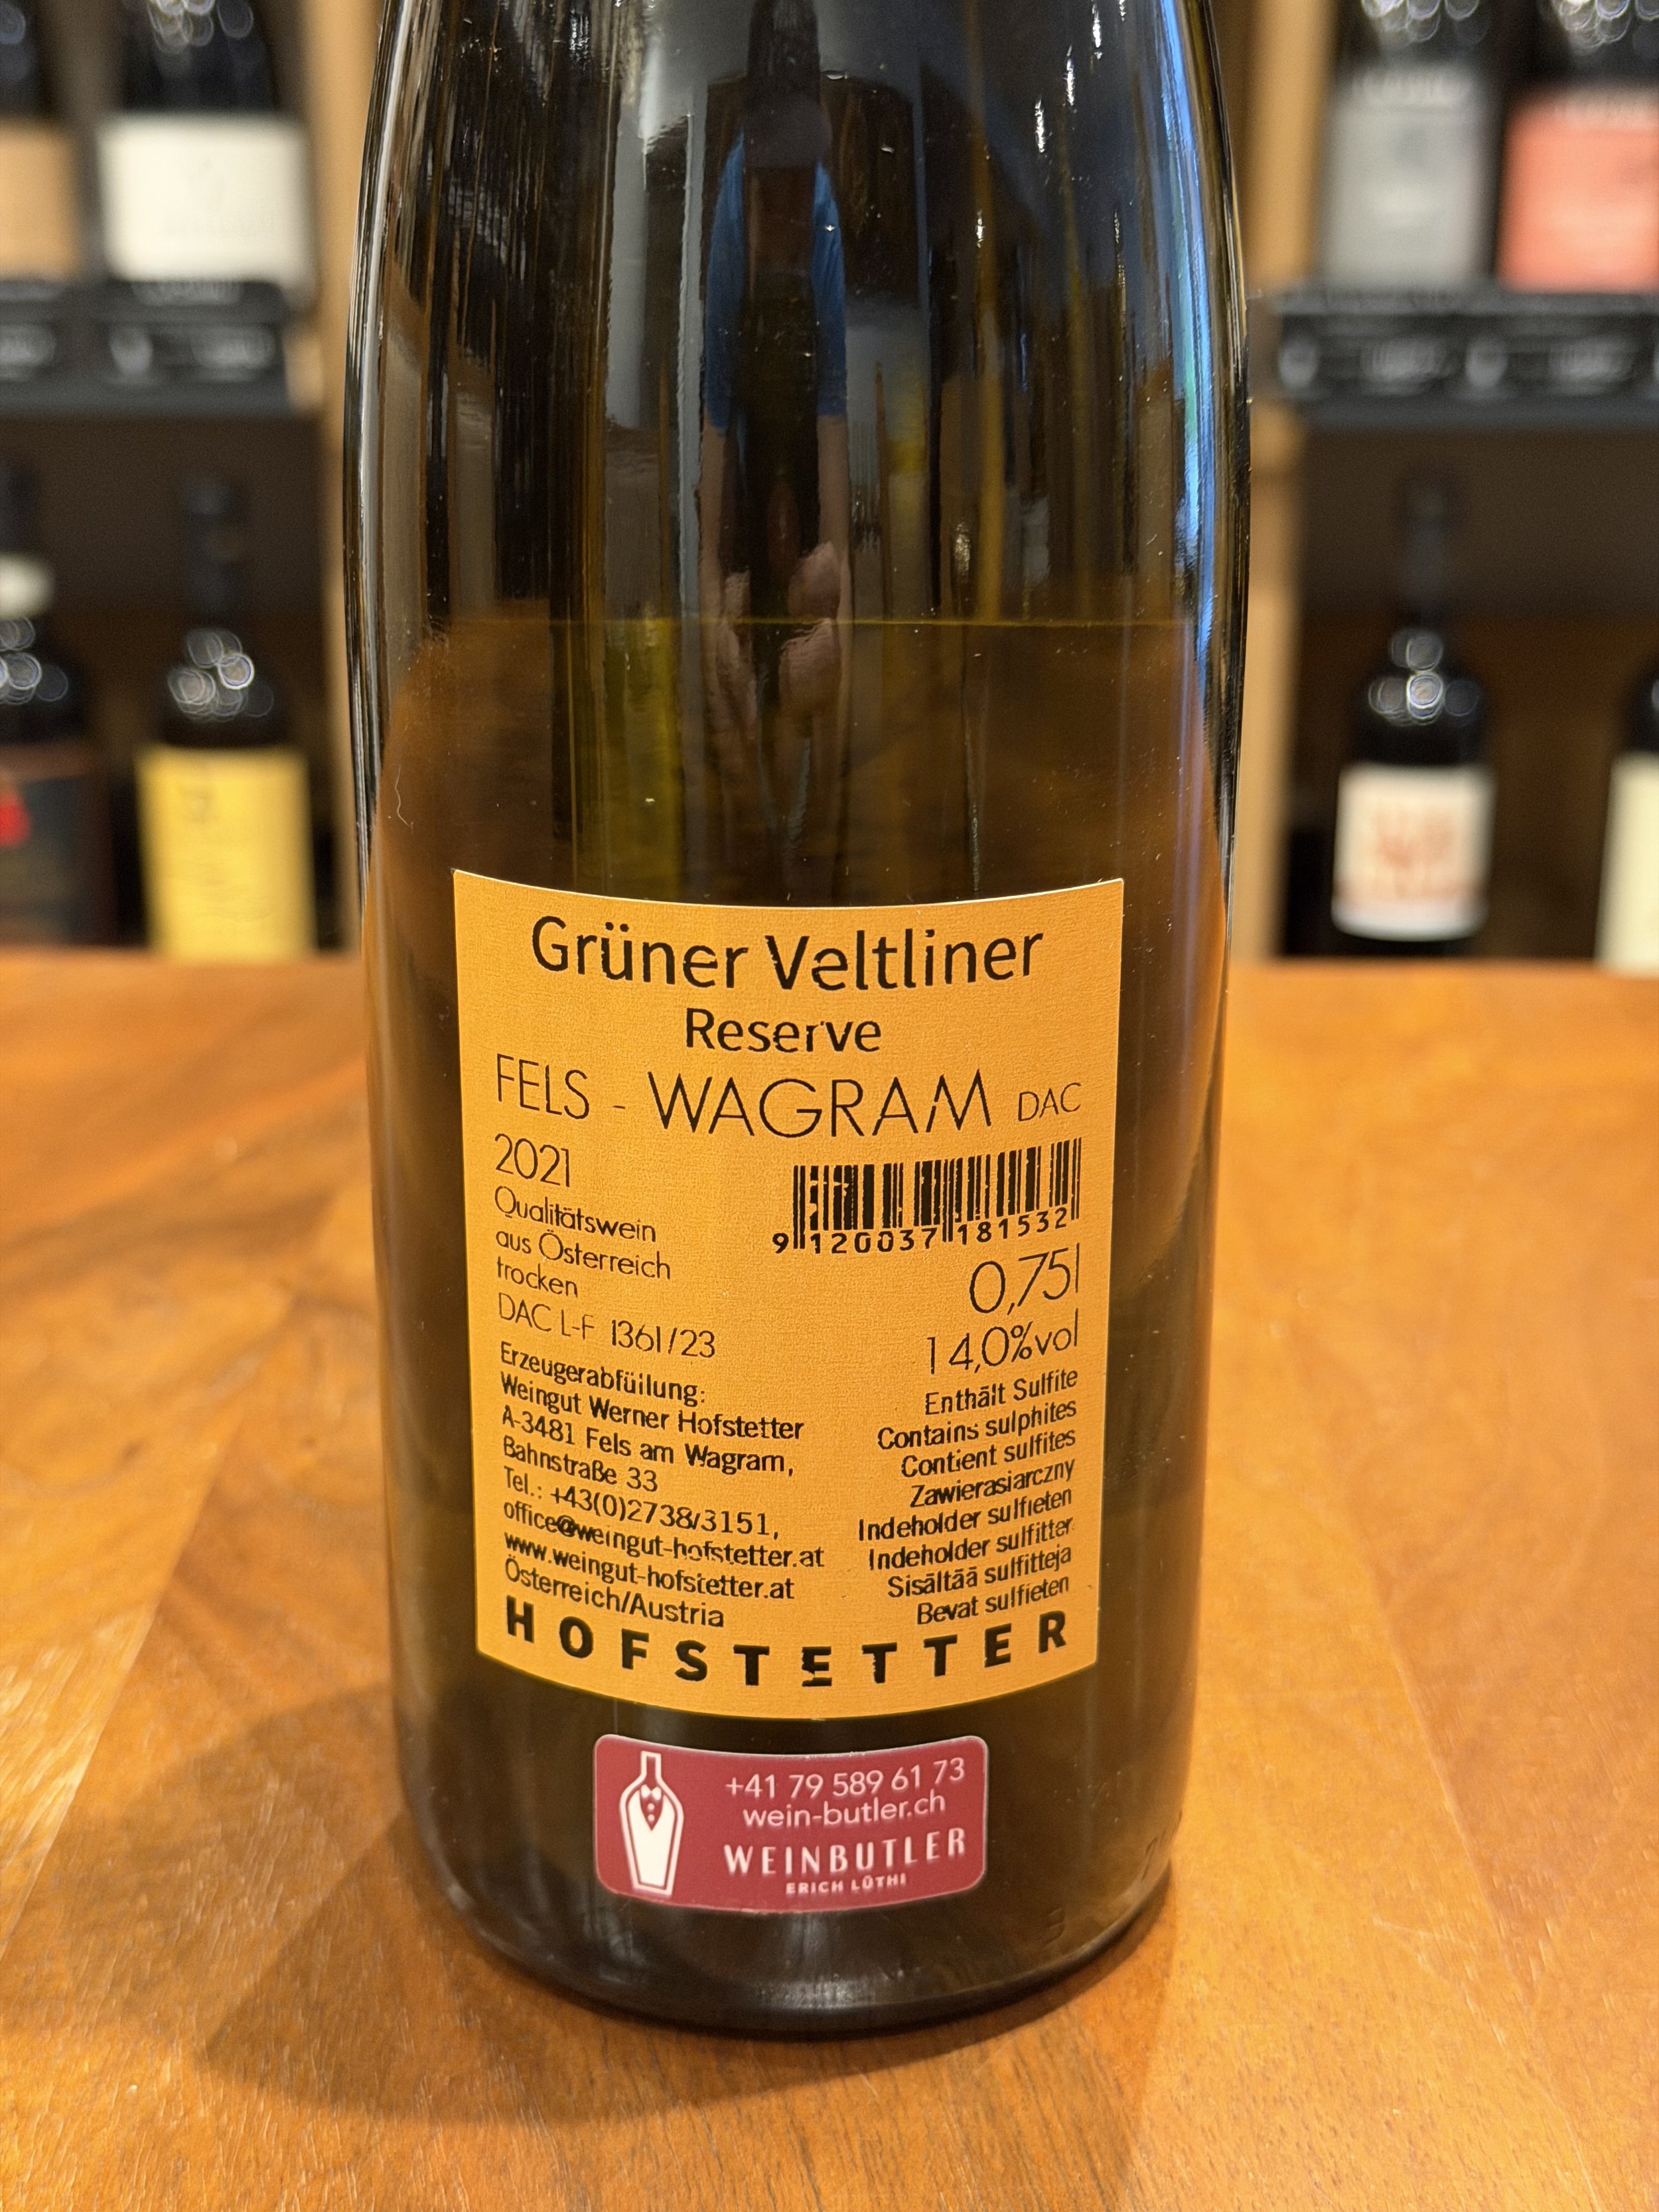 Grüner Veltliner
Reserve
FELS - WAGRAM DAC
2021
Qualitätswein
aus Österreich
trocken
DAC L-F 1361/23
9 120037 181532
0,75l
14,0%vol
Erzeugerabfüilung:
Weingut Werner Hofstetter
A-3481 Fels am Wagram,
Bahnstraße 33
Tel.: +43(0)2738/3151,
office@weingut-hofstetter.at
www.weingut-hofstetter.at
Österreich/Austria
Enthält Sulfite
Contains sulphites
Contient sulfites
Zawierasiarczny
Indeholder sulfieten
Indeholder sulfitter
Sisältää sulfitteja
Bevat sulfieten
HOFSTETTER
+41 79 589 61 73
wein-butler.ch
WEINBUTLER
ERICH LÜTHI